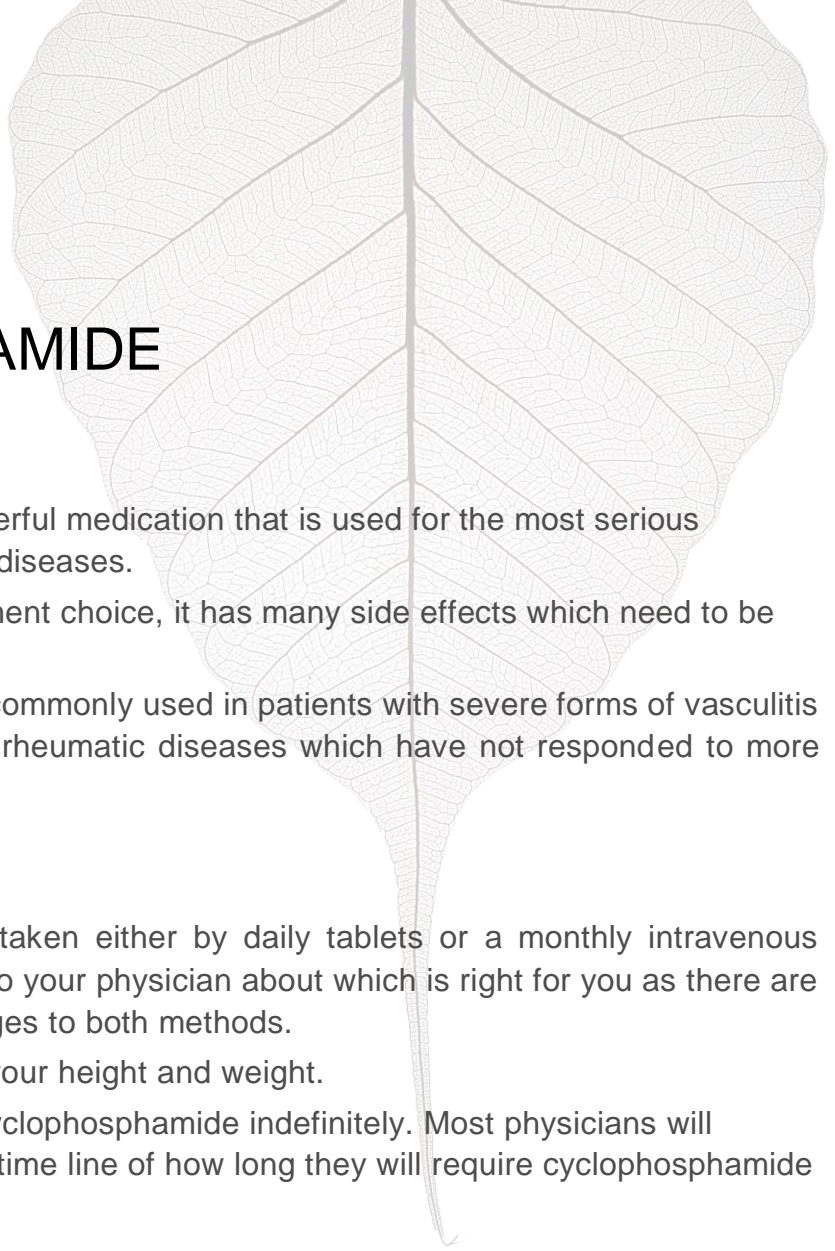 AMIDE
erful medication that is used for the most serious
diseases.
ment choice, it has many side effects which need to be
commonly used in patients with severe forms of vasculitis
rheumatic diseases which have not responded to more
taken either by daily tablets or a monthly intravenous
o your physician about which is right for you as there are
ges to both methods.
your height and weight.
yclophosphamide indefinitely. Most physicians will
time line of how long they will require cyclophosphamide